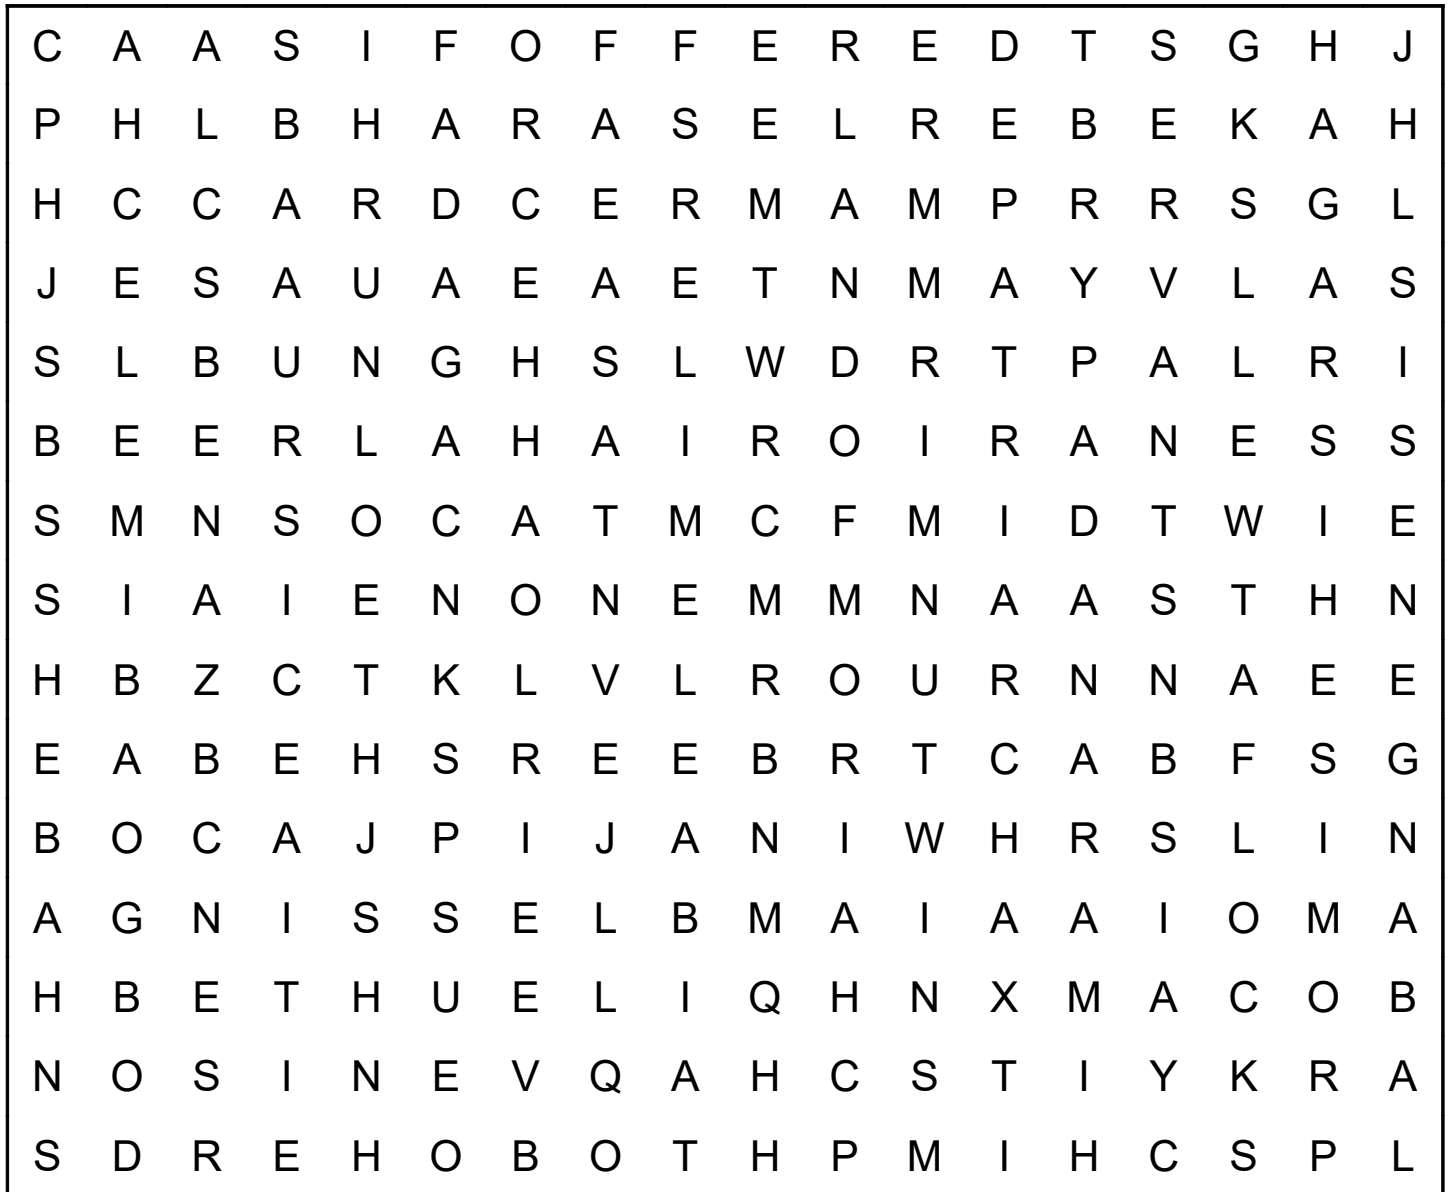 C A A S I F O F F E R E D T S G H J
P H L B H A R A S E L R E B E K A H
H C C A R D C E R M A M P R R S G L
J E S A U A E A E T N M A Y V L A S
S L B U N G H S L W D R T P A L R I
B E E R L A H A I R O I R A N E S S
S M N S O C A T M C F M I D T W I E
S I A I E N O N E M M N A A S T H N
H B Z C T K L V L R O U R N N A E E
E A B E H S R E E B R T C A B F S G
B O C A J P I J A N I W H R S L I N
A G N I S S E L B M A I A A I O M A
H B E T H U E L I Q H N X M A C O B
N O S I N E V Q A H C S T I Y K R A
S D R E H O B O T H P M I H C S P L